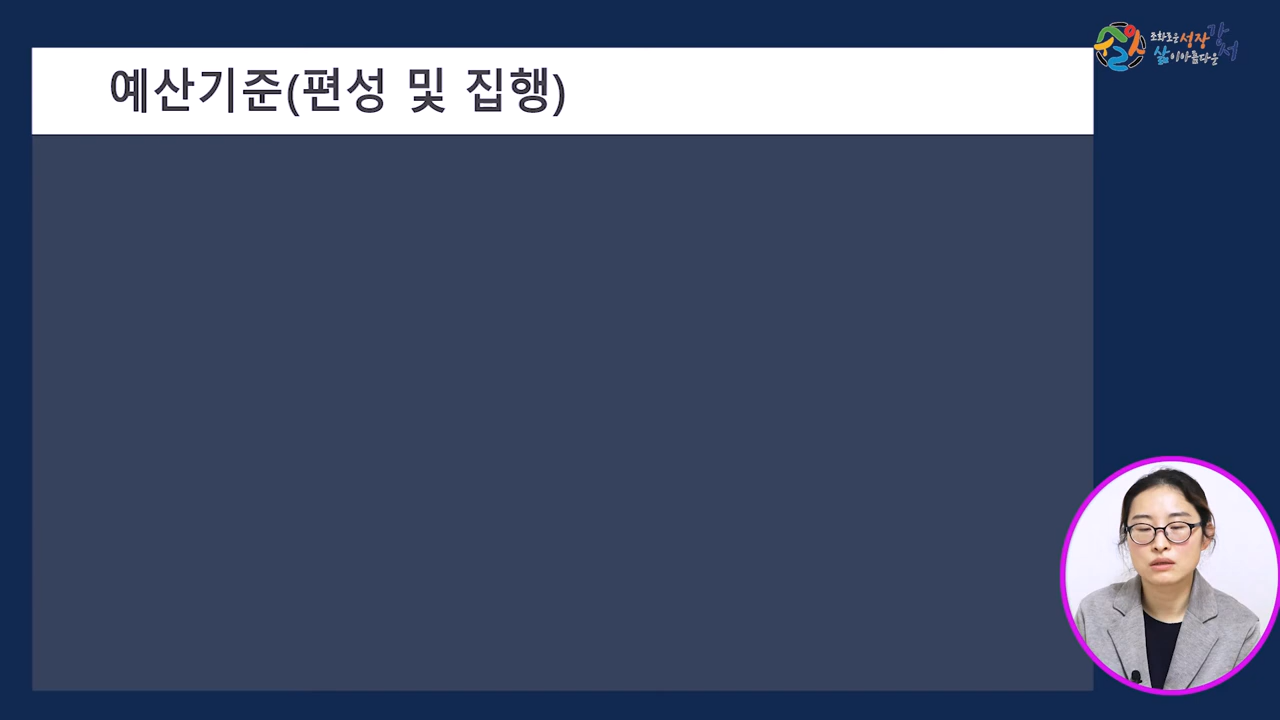 예산기준(편성 및 집행)
조화로운 성장 강서
삶이 아름다운